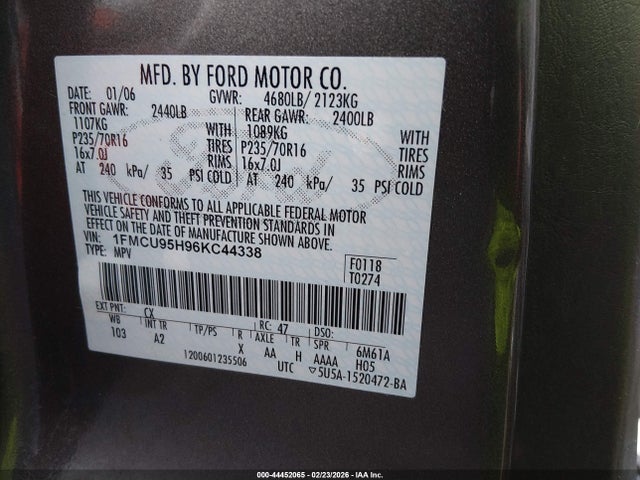 MFD. BY FORD MOTOR CO.
DATE: 01/06 GVWR: 4680LB/ 2123KG
FRONT GAWR: 2440LB REAR GAWR: 2400LB
1107KG WITH 1089KG WITH
P235/70R16 TIRES P235/70R16 TIRES
16x7.0J RIMS 16x7.0J RIMS
AT 240 kPa/ 35 PSI COLD AT 240 kPa/ 35 PSI COLD
THIS VEHICLE CONFORMS TO ALL APPLICABLE FEDERAL MOTOR
VEHICLE SAFETY AND THEFT PREVENTION STANDARDS IN
EFFECT ON THE DATE OF MANUFACTURE SHOWN ABOVE.
VIN: 1FMCU95H96KC44338
TYPE: MPV
F0118
T0274
EXT PNT: CX RC: 47 DSO:
WB INT TR TP/PS R AXLE TR SPR 6M61A
103 A2 X AA H AAAA H05
1200601235506 UTC ▽5U5A-1520472-BA
000-44452065 - 02/23/2026 - IAA Inc.